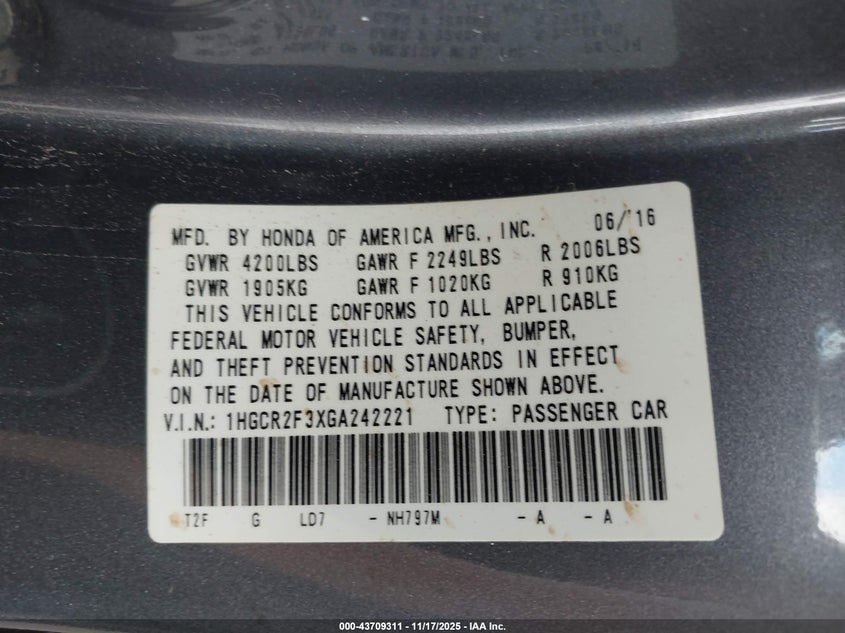 MFD. BY HONDA OF AMERICA MFG., INC. 06/'16
GVWR 4200LBS GAWR F 2249LBS R 2006LBS
GVWR 1905KG GAWR F 1020KG R 910KG
THIS VEHICLE CONFORMS TO ALL APPLICABLE
FEDERAL MOTOR VEHICLE SAFETY, BUMPER,
AND THEFT PREVENTION STANDARDS IN EFFECT
ON THE DATE OF MANUFACTURE SHOWN ABOVE.
V.I.N.: 1HGCR2F3XGA242221 TYPE: PASSENGER CAR
T2F G LD7 - NH797M - A - A
000-43709311 - 11/17/2025 - IAA Inc.